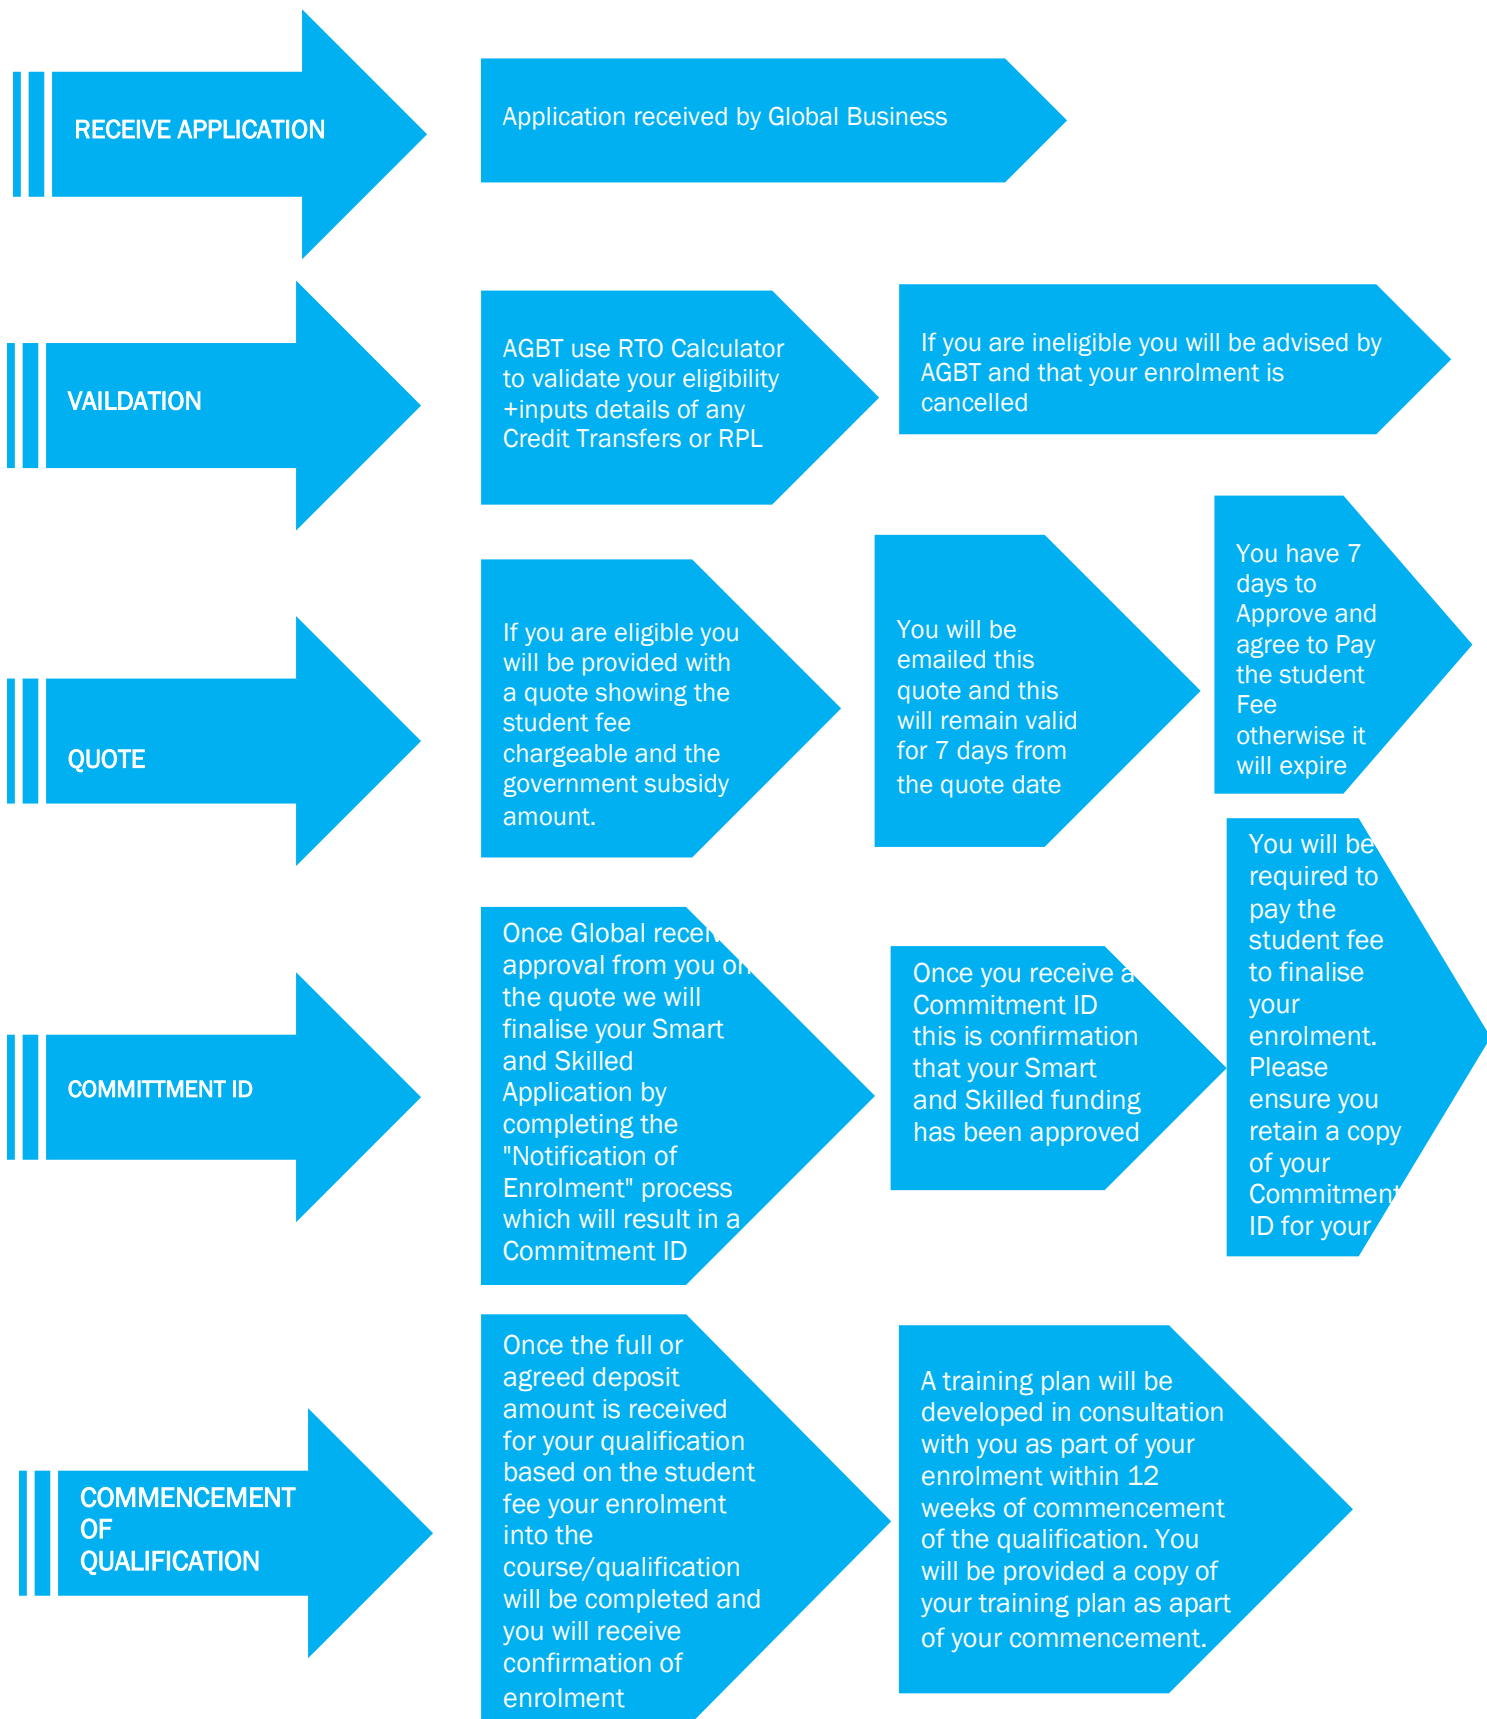 RECEIVE APPLICATION
Application received by Global Business
VAILDATION
AGBT use RTO Calculator
to validate your eligibility
+inputs details of any
Credit Transfers or RPL
If you are ineligible you will be advised by
AGBT and that your enrolment is
cancelled
QUOTE
If you are eligible you
will be provided with
a quote showing the
student fee
chargeable and the
government subsidy
amount.
You will be
emailed this
quote and this
will remain valid
for 7 days from
the quote date
You have 7
days to
Approve and
agree to Pay
the student
Fee
otherwise it
will expire
COMMITTMENT ID
Once Global
approval from you on
the quote we will
finalise your Smart
and Skilled
Application by
completing the
"Notification of
Enrolment" process
which will result in a
Commitment ID
Once you receive a
Commitment ID
this is confirmation
that your Smart
and Skilled funding
has been approved
You will be
required to
pay the
student fee
to finalise
your
enrolment.
Please
ensure you
retain a copy
of your
Commitment
ID for your
COMMENCEMENT
OF
QUALIFICATION
Once the full or
agreed deposit
amount is received
for your qualification
based on the student
fee your enrolment
into the
course/qualification
will be completed and
you will receive
confirmation of
enrolment
A training plan will be
developed in consultation
with you as part of your
enrolment within 12
weeks of commencement
of the qualification. You
will be provided a copy of
your training plan as apart
of your commencement.